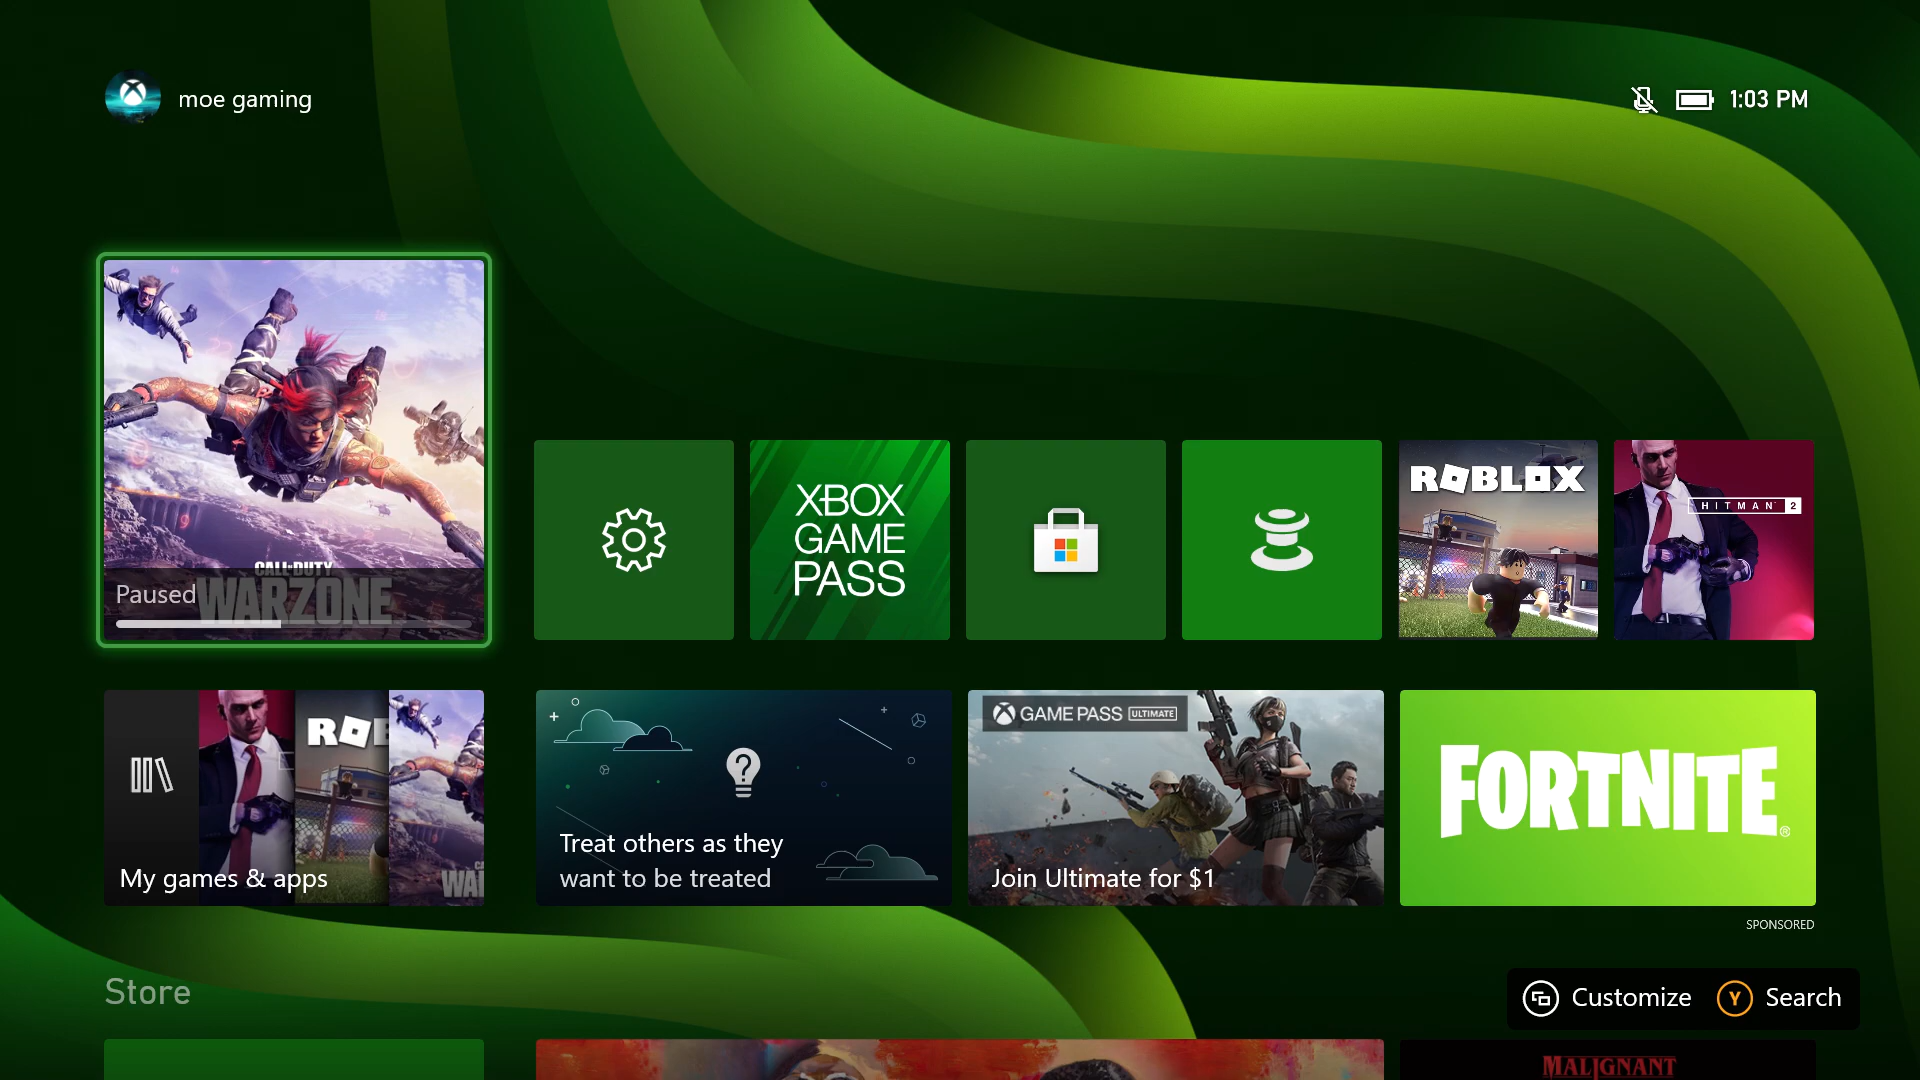 moe gaming
1:03 PM
CALL OF DUTY
WARZONE
Paused
XBOX
GAME
PASS
ROBLOX
HITMAN 2
My games & apps
Treat others as they
want to be treated
GAME PASS ULTIMATE
Join Ultimate for $1
FORTNITE®
SPONSORED
Store
Customize
Y Search
MALIGNANT